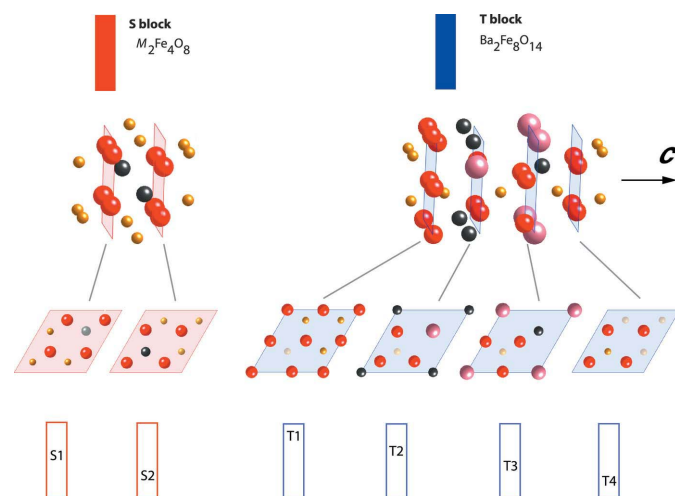 S block
M₂Fe₄O₈
T block
Ba₂Fe₈O₁₄
c
S1
S2
T1
T2
T3
T4